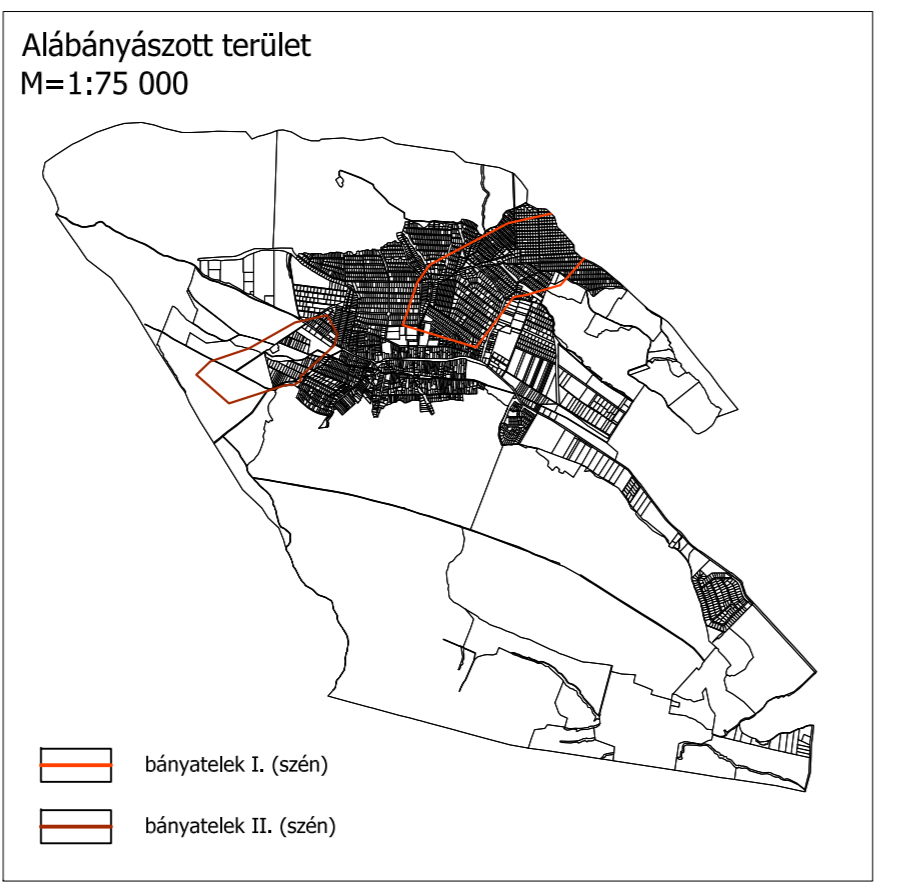 Alábányászott terület
M=1:75 000
bányatelek I. (szén)
bányatelek II. (szén)